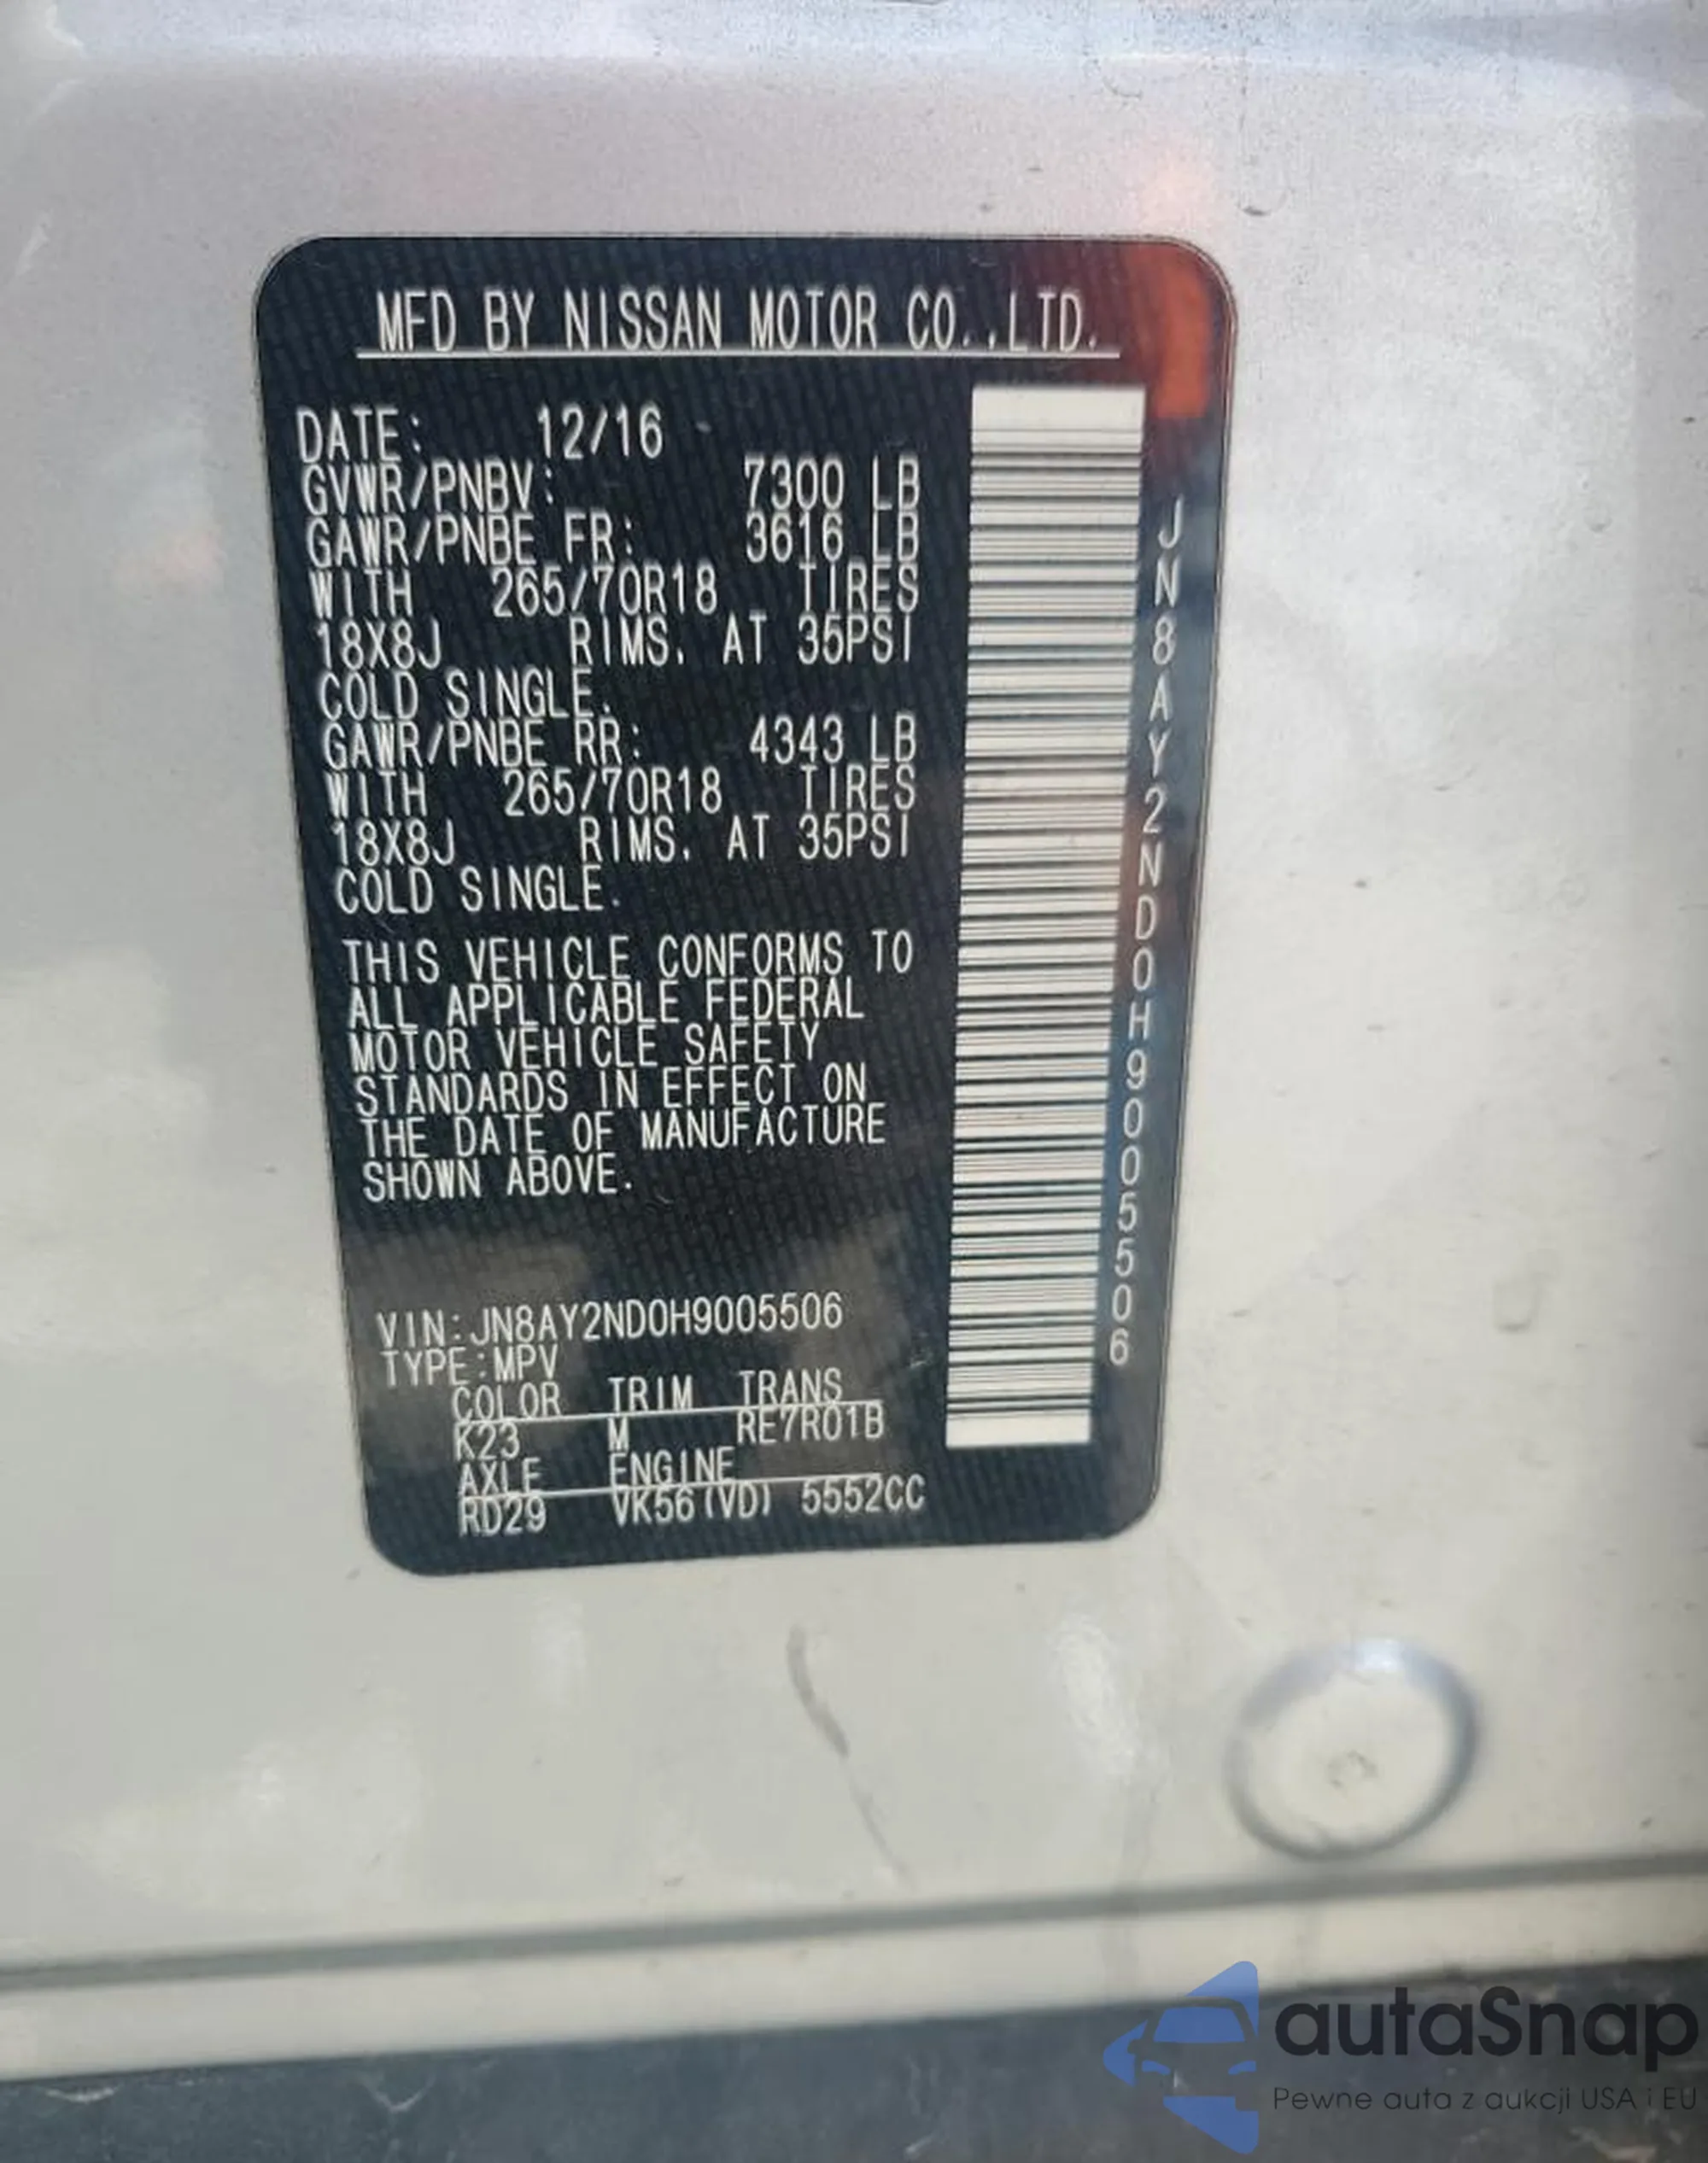 MFD BY NISSAN MOTOR CO.,LTD.
DATE: 12/16
GVWR/PNBV: 7300 LB
GAWR/PNBE FR: 3616 LB
WITH 265/70R18 TIRES
18X8J RIMS. AT 35PSI
COLD SINGLE.
GAWR/PNBE RR: 4343 LB
WITH 265/70R18 TIRES
18X8J RIMS. AT 35PSI
COLD SINGLE.
THIS VEHICLE CONFORMS TO
ALL APPLICABLE FEDERAL
MOTOR VEHICLE SAFETY
STANDARDS IN EFFECT ON
THE DATE OF MANUFACTURE
SHOWN ABOVE.
VIN:JN8AY2ND0H9005506
TYPE:MPV
COLOR TRIM TRANS
K23 M RE7R01B
AXLE ENGINE
RD29 VK56(VD) 5552CC
JN8AY2ND0H9005506
autaSnap
Pewne auta z aukcji USA i EU